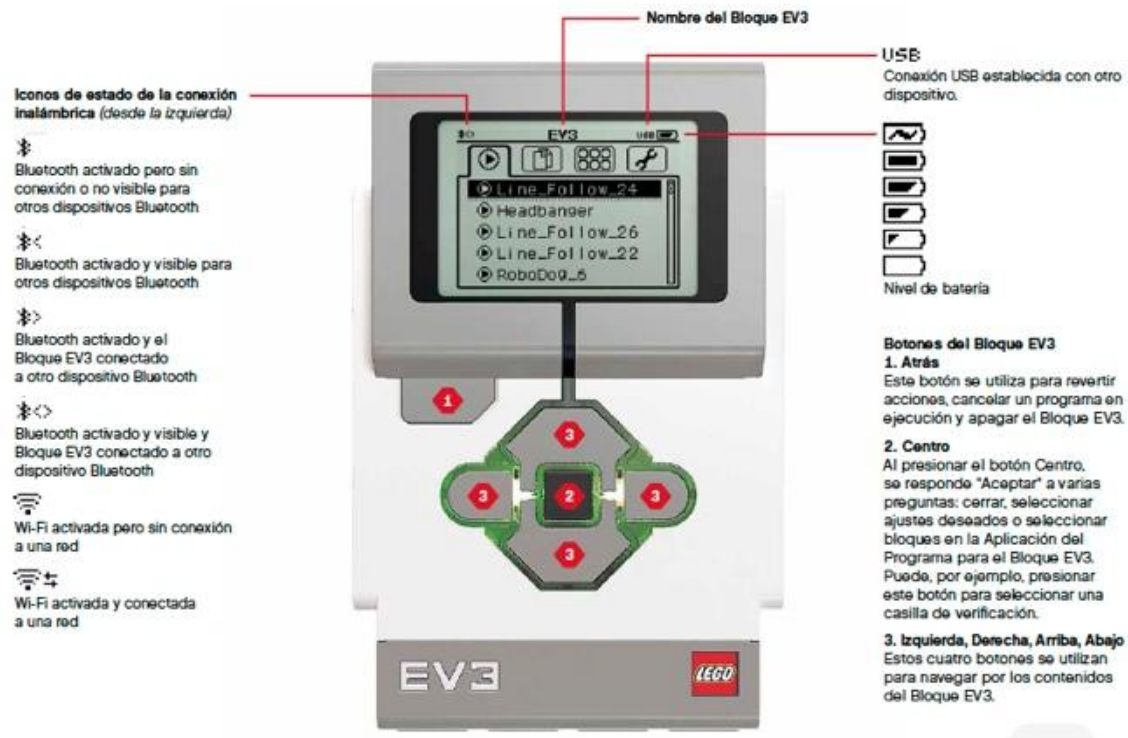 Nombre del Bloque EV3
Iconos de estado de la conexión
inalámbrica (desde la izquierda)
Bluetooth activado pero sin
conexión o no visible para
otros dispositivos Bluetooth
Bluetooth activado y visible para
otros dispositivos Bluetooth
Bluetooth activado y el
Bloque EV3 conectado
a otro dispositivo Bluetooth
Bluetooth activado y visible y
Bloque EV3 conectado a otro
dispositivo Bluetooth
Wi-Fi activada pero sin conexión
a una red
Wi-Fi activada y conectada
a una red
EV3 USB
Line_Follow_24
Headbanger
Line_Follow_26
Line_Follow_22
RoboDog_6
1
3
3 2 3
3
EV3 LEGO
USB
Conexión USB establecida con otro
dispositivo.
Nivel de batería
Botones del Bloque EV3
1. Atrás
Este botón se utiliza para revertir
acciones, cancelar un programa en
ejecución y apagar el Bloque EV3.
2. Centro
Al presionar el botón Centro,
se responde "Aceptar" a varias
preguntas: cerrar, seleccionar
ajustes deseados o seleccionar
bloques en la Aplicación del
Programa para el Bloque EV3.
Puede, por ejemplo, presionar
este botón para seleccionar una
casilla de verificación.
3. Izquierda, Derecha, Arriba, Abajo
Estos cuatro botones se utilizan
para navegar por los contenidos
del Bloque EV3.